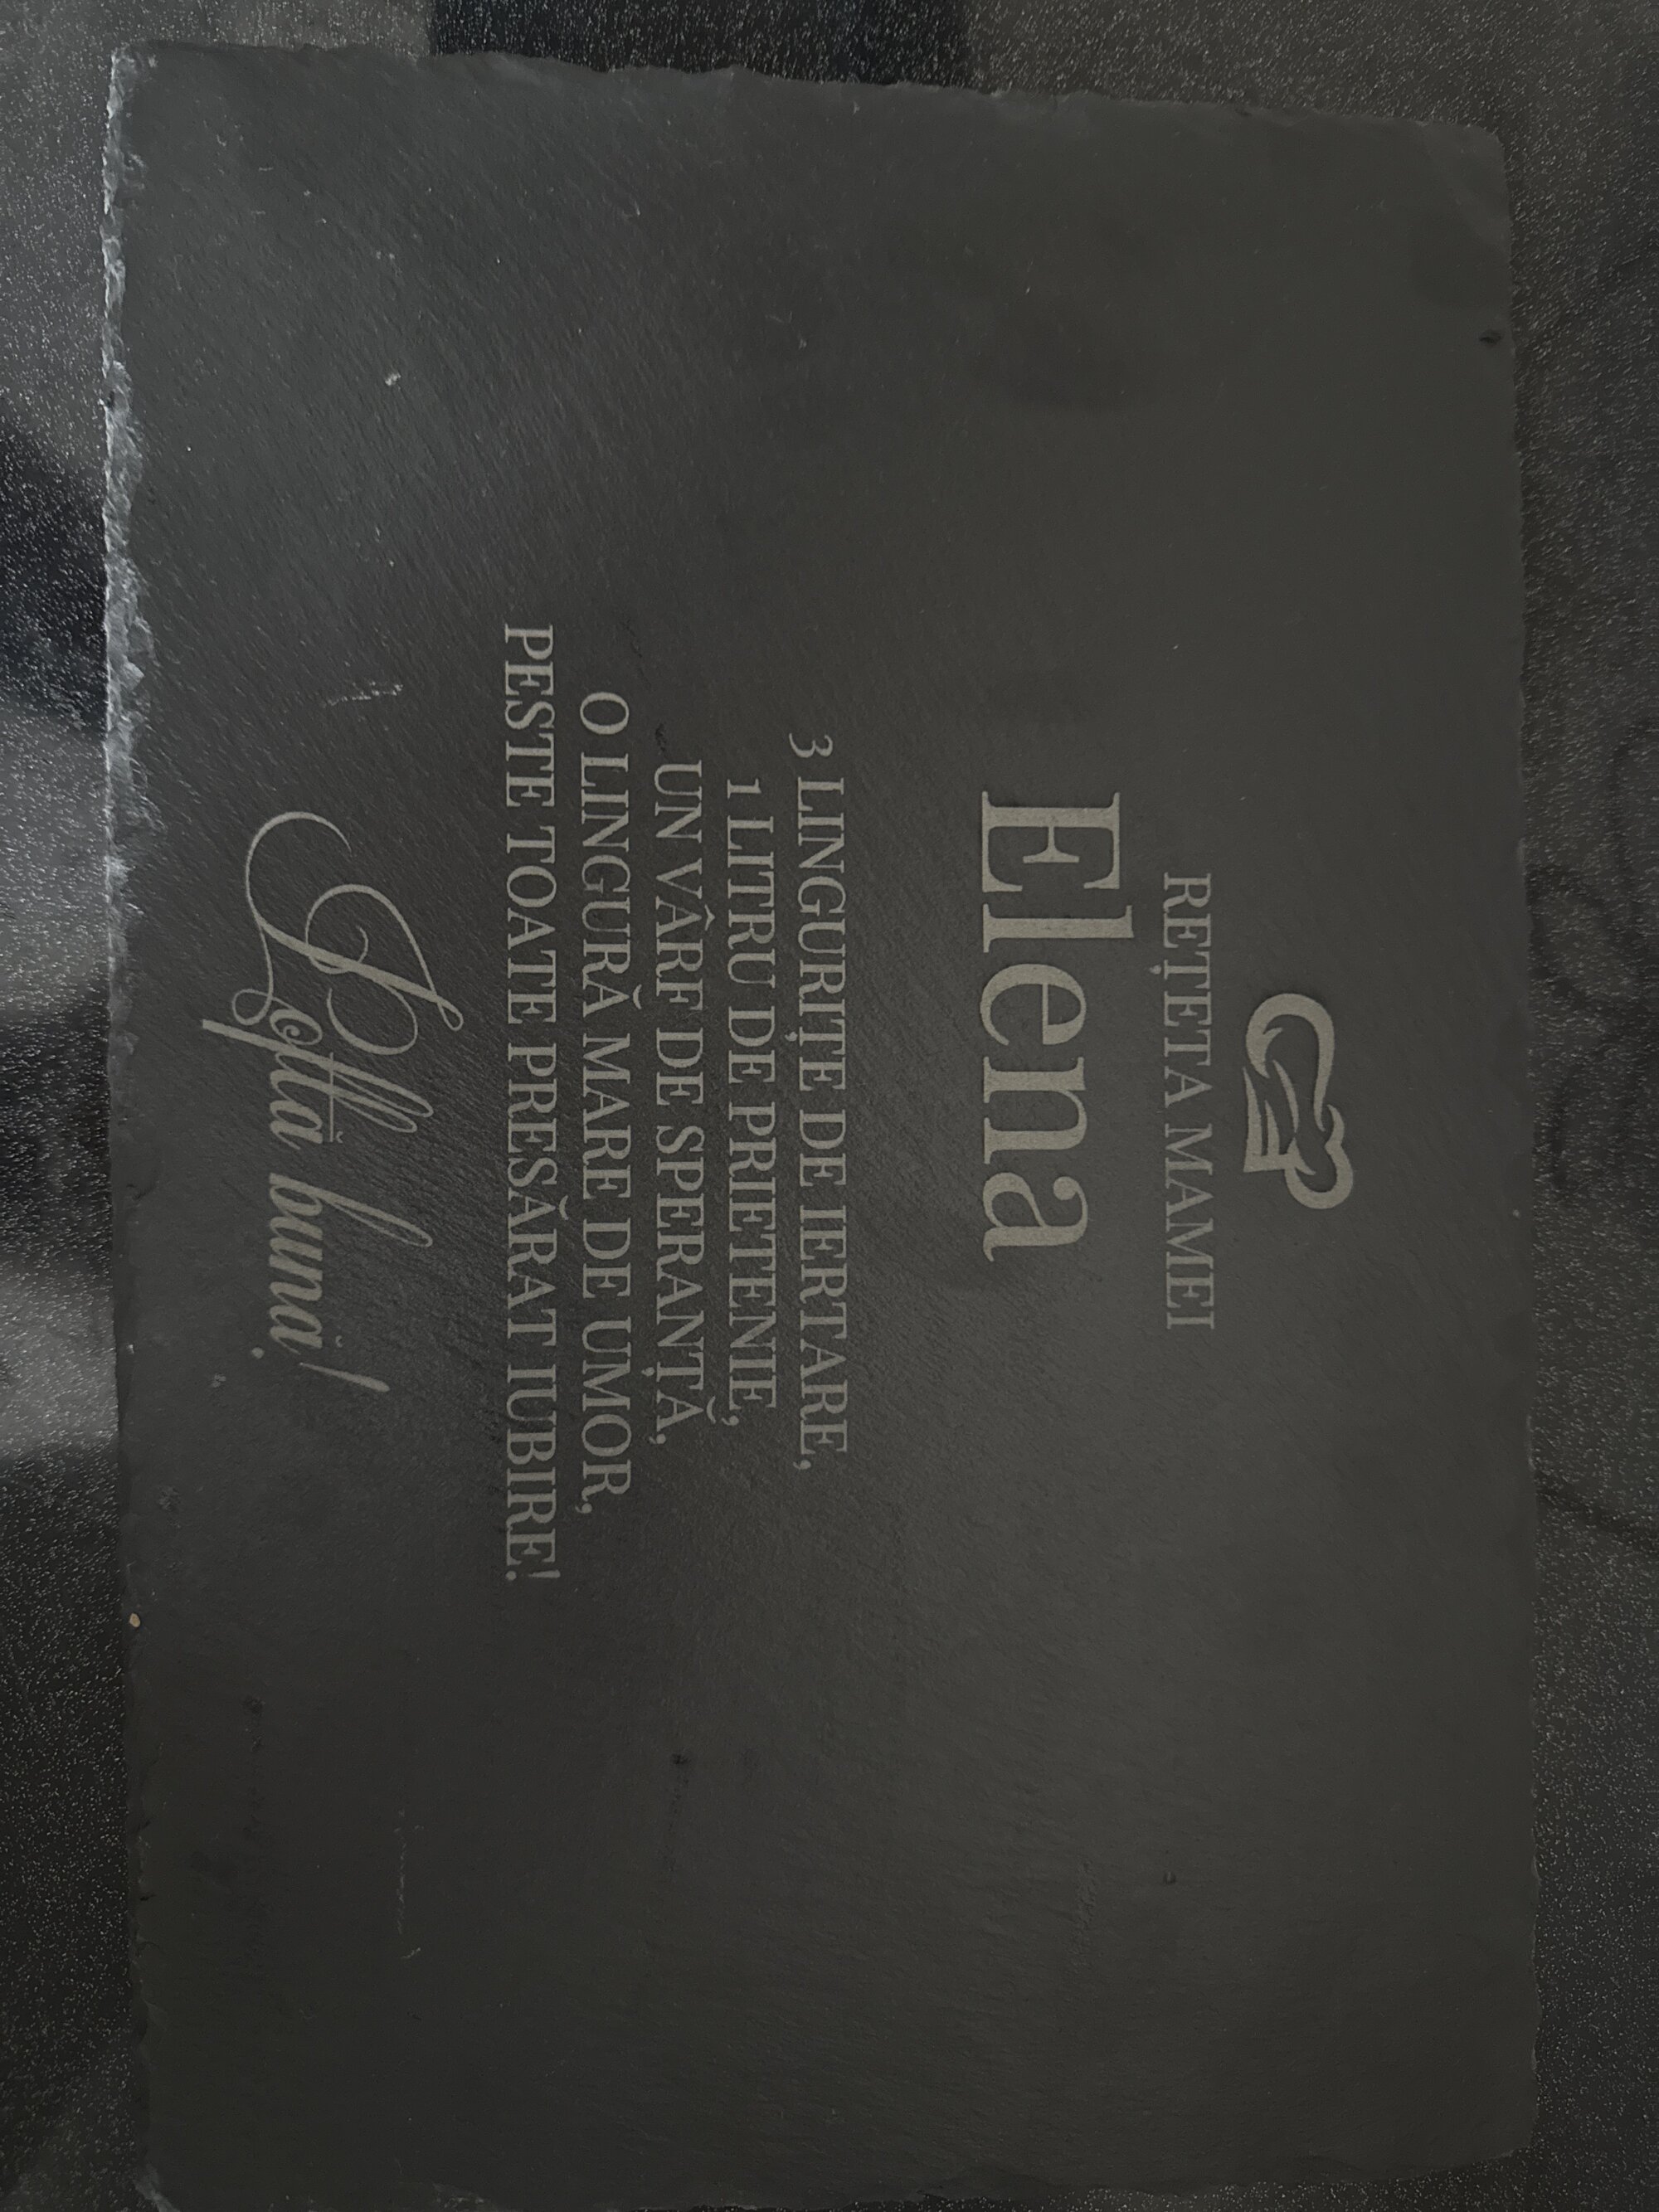 REȚETA MAMEI
Elena
3 LINGURIȚE DE IERTARE,
1 LITRU DE PRIETENIE,
UN VÂRF DE SPERANȚĂ,
O LINGURĂ MARE DE UMOR,
PESTE TOATE PRESĂRAT IUBIRE!
Poftă bună!